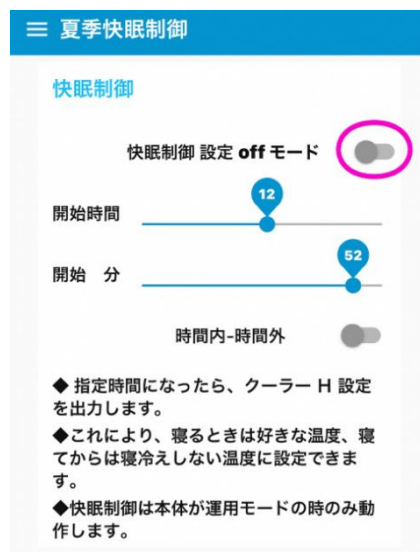 夏季快眠制御
快眠制御
快眠制御 設定 off モード
12
開始時間
52
開始　分
時間内-時間外
◆ 指定時間になったら、クーラー H 設定
を出力します。
◆これにより、寝るときは好きな温度、寝
てからは寝冷えしない温度に設定できま
す。
◆快眠制御は本体が運用モードの時のみ動
作します。